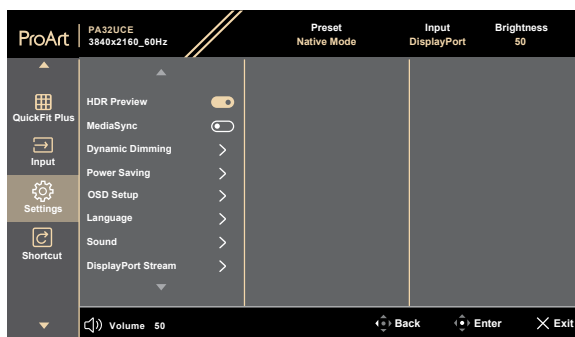 ProArt
PA32UCE
3840x2160_60Hz
Preset
Native Mode
Input
DisplayPort
Brightness
50
QuickFit Plus
Input
Settings
Shortcut
HDR Preview
MediaSync
Dynamic Dimming
Power Saving
OSD Setup
Language
Sound
DisplayPort Stream
Volume 50
Back
Enter
Exit